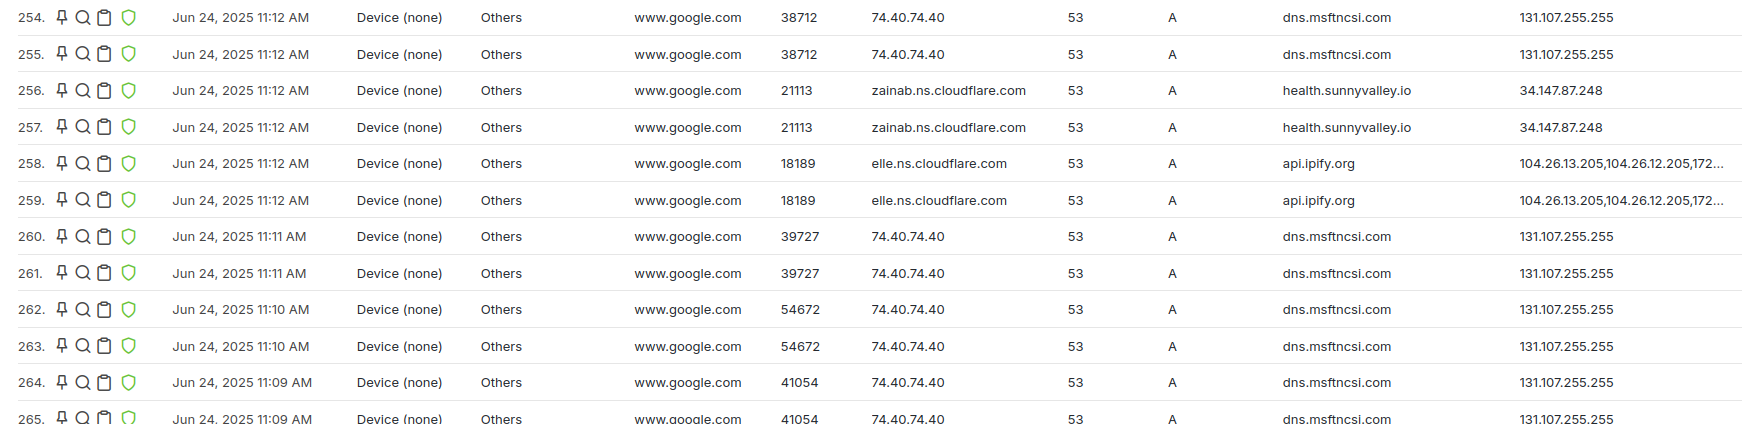 254. Jun 24, 2025 11:12 AM Device (none) Others www.google.com 38712 74.40.74.40 53 A dns.msftncsi.com 131.107.255.255
255. Jun 24, 2025 11:12 AM Device (none) Others www.google.com 38712 74.40.74.40 53 A dns.msftncsi.com 131.107.255.255
256. Jun 24, 2025 11:12 AM Device (none) Others www.google.com 21113 zainab.ns.cloudflare.com 53 A health.sunnyvalley.io 34.147.87.248
257. Jun 24, 2025 11:12 AM Device (none) Others www.google.com 21113 zainab.ns.cloudflare.com 53 A health.sunnyvalley.io 34.147.87.248
258. Jun 24, 2025 11:12 AM Device (none) Others www.google.com 18189 elle.ns.cloudflare.com 53 A api.ipify.org 104.26.13.205,104.26.12.205,172...
259. Jun 24, 2025 11:12 AM Device (none) Others www.google.com 18189 elle.ns.cloudflare.com 53 A api.ipify.org 104.26.13.205,104.26.12.205,172...
260. Jun 24, 2025 11:11 AM Device (none) Others www.google.com 39727 74.40.74.40 53 A dns.msftncsi.com 131.107.255.255
261. Jun 24, 2025 11:11 AM Device (none) Others www.google.com 39727 74.40.74.40 53 A dns.msftncsi.com 131.107.255.255
262. Jun 24, 2025 11:10 AM Device (none) Others www.google.com 54672 74.40.74.40 53 A dns.msftncsi.com 131.107.255.255
263. Jun 24, 2025 11:10 AM Device (none) Others www.google.com 54672 74.40.74.40 53 A dns.msftncsi.com 131.107.255.255
264. Jun 24, 2025 11:09 AM Device (none) Others www.google.com 41054 74.40.74.40 53 A dns.msftncsi.com 131.107.255.255
265. Jun 24, 2025 11:09 AM Device (none) Others www.google.com 41054 74.40.74.40 53 A dns.msftncsi.com 131.107.255.255